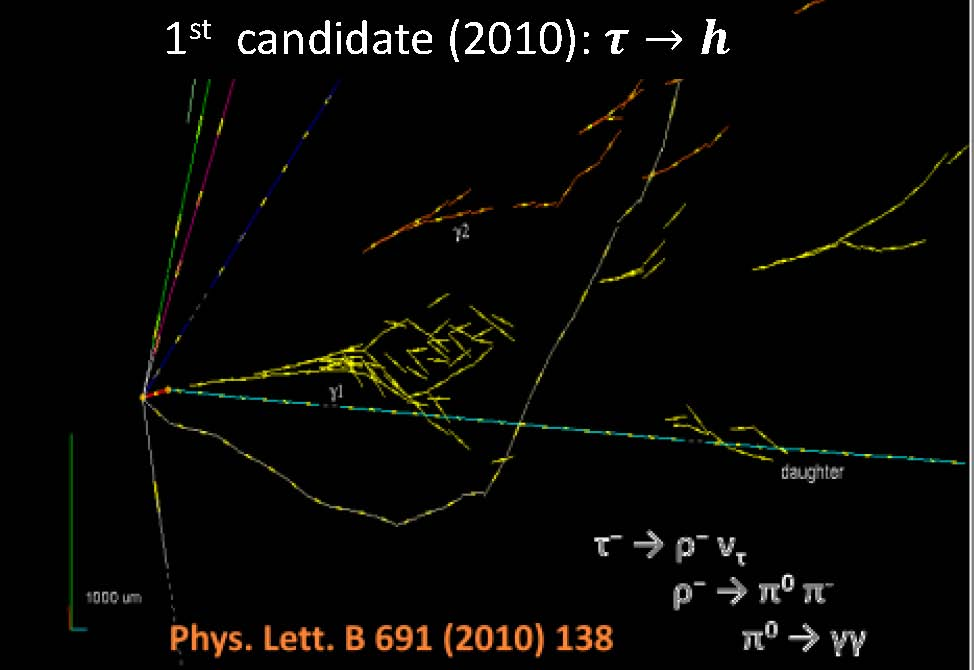 1st candidate (2010): τ → h
γ2
γ1
daughter
τ⁻ → ρ⁻ ντ
ρ⁻ → π⁰ π⁻
π⁰ → γγ
1000 um
Phys. Lett. B 691 (2010) 138